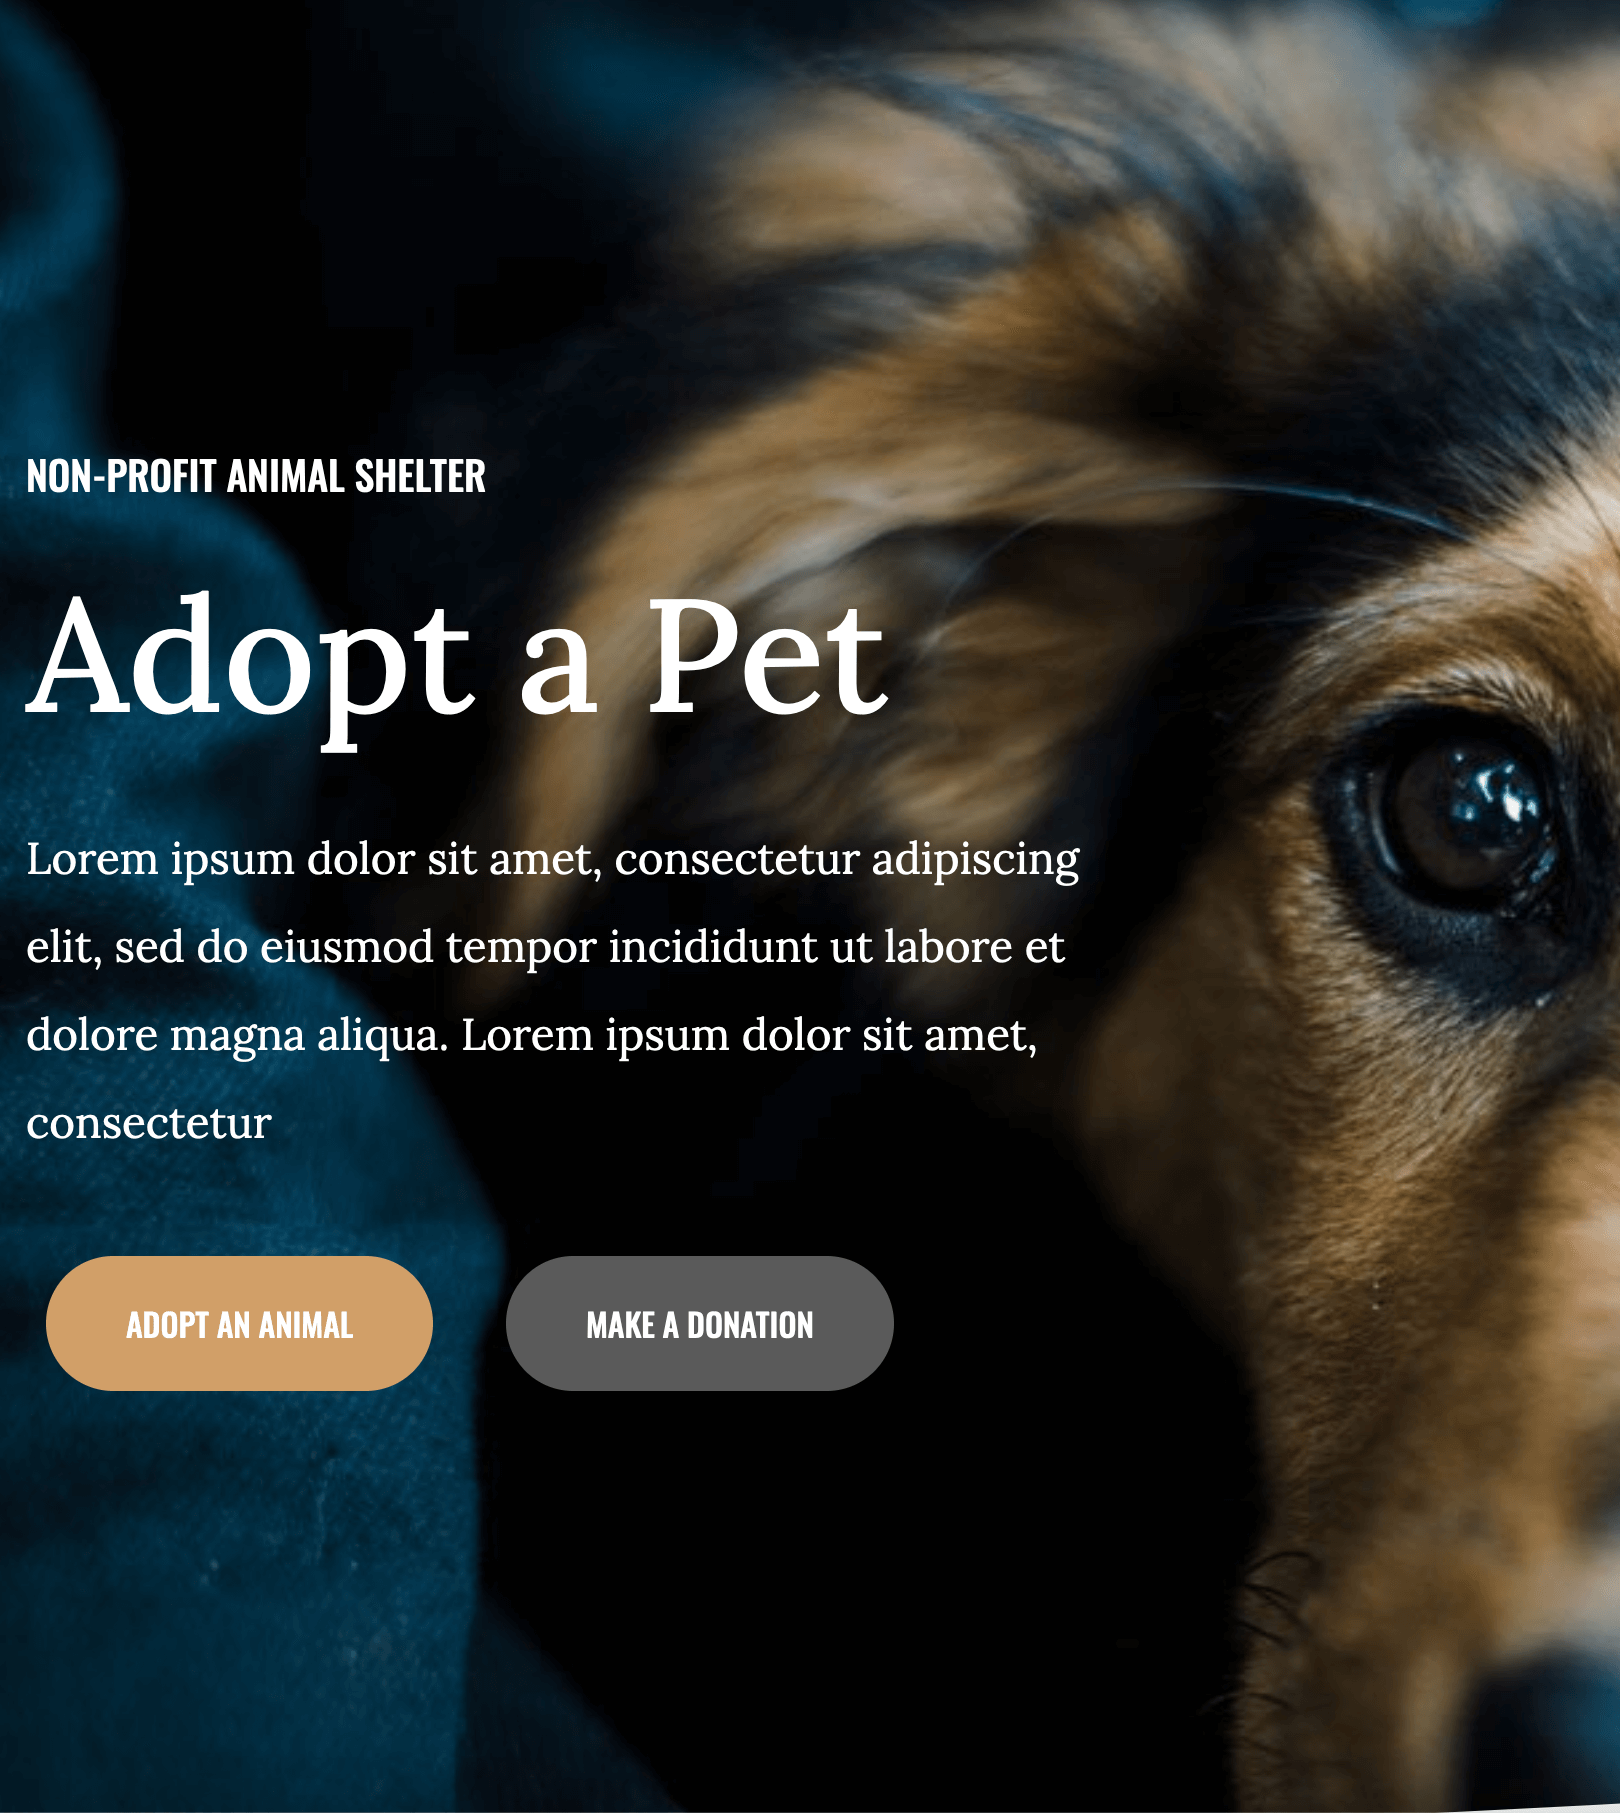 NON-PROFIT ANIMAL SHELTER
Adopt a Pet
Lorem ipsum dolor sit amet, consectetur adipiscing
elit, sed do eiusmod tempor incididunt ut labore et
dolore magna aliqua. Lorem ipsum dolor sit amet,
consectetur
ADOPT AN ANIMAL
MAKE A DONATION